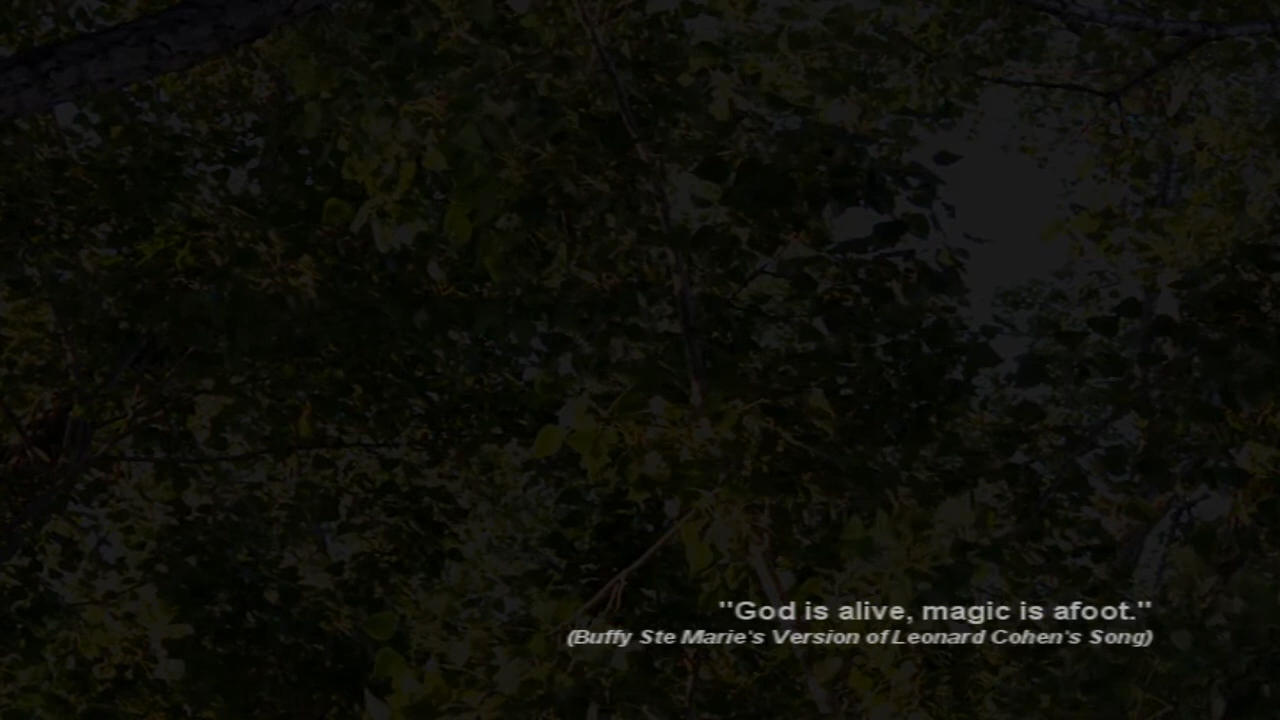 "God is alive, magic is afoot."
(Buffy Ste Marie's Version of Leonard Cohen's Song)